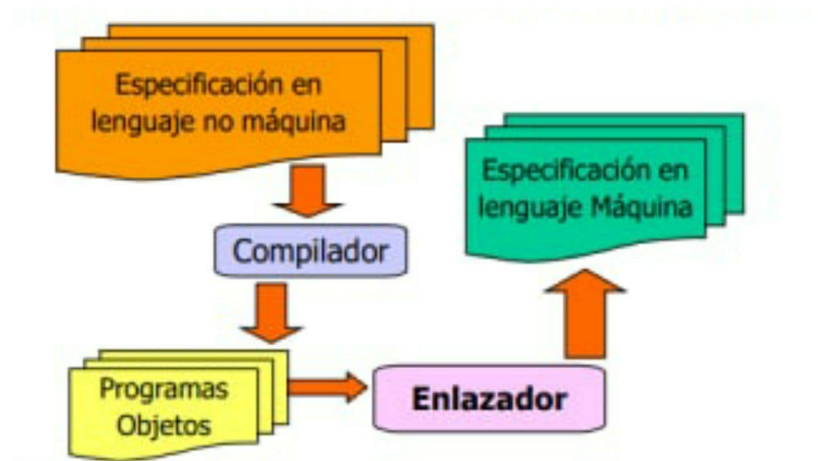 Especificación en
lenguaje no máquina
Compilador
Programas
Objetos
Enlazador
Especificación en
lenguaje Máquina